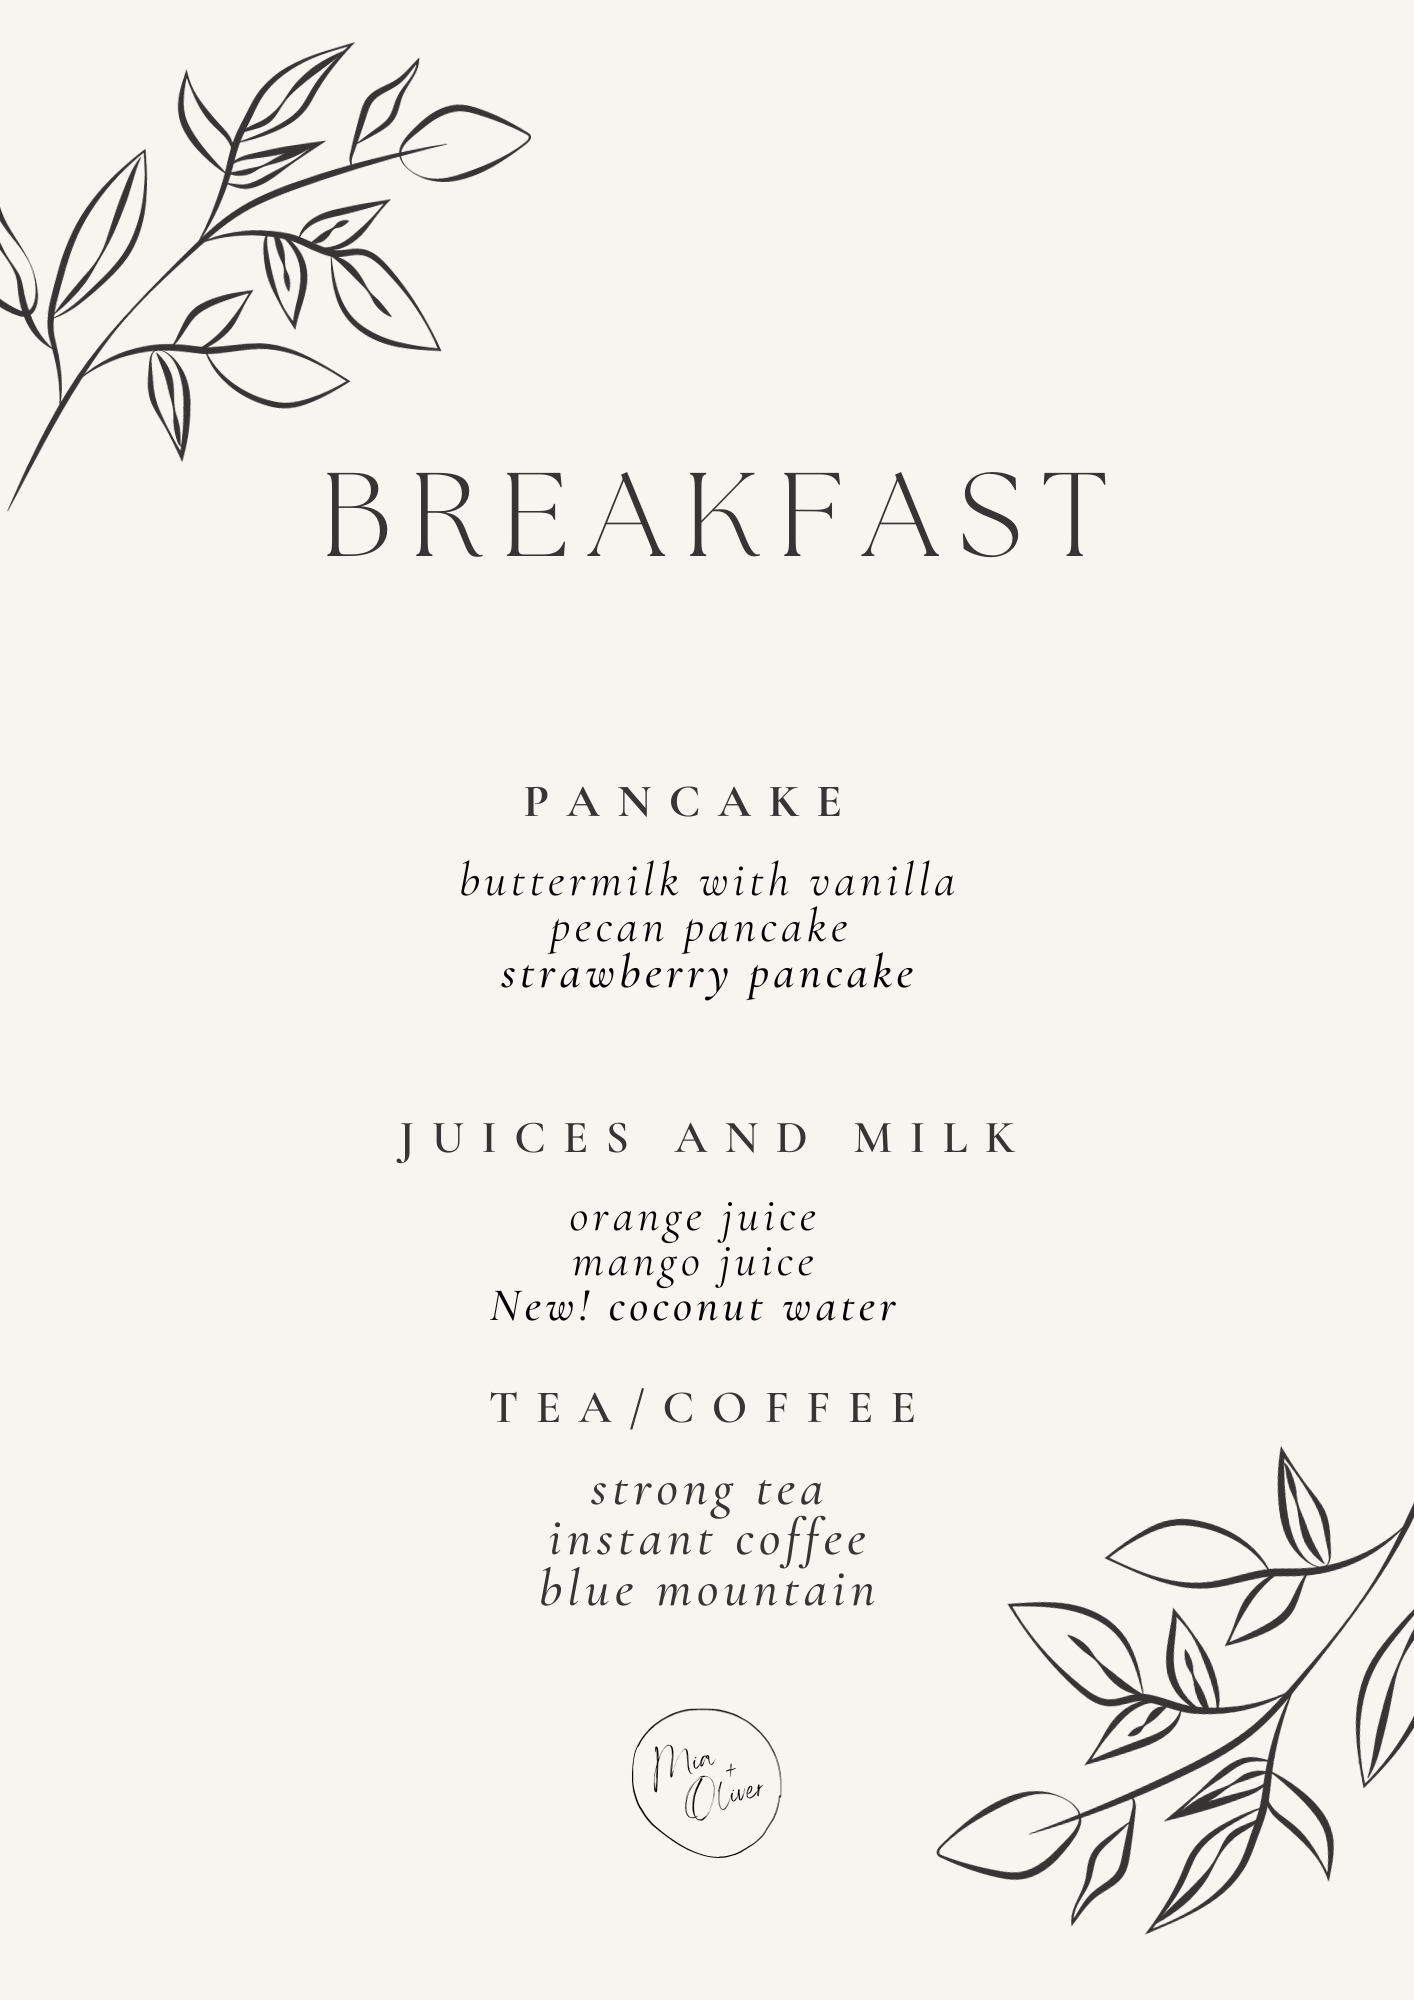 BREAKFAST
PANCAKE
buttermilk with vanilla
pecan pancake
strawberry pancake
JUICES AND MILK
orange juice
mango juice
New! coconut water
TEA/COFFEE
strong tea
instant coffee
blue mountain
Mia
+
Oliver